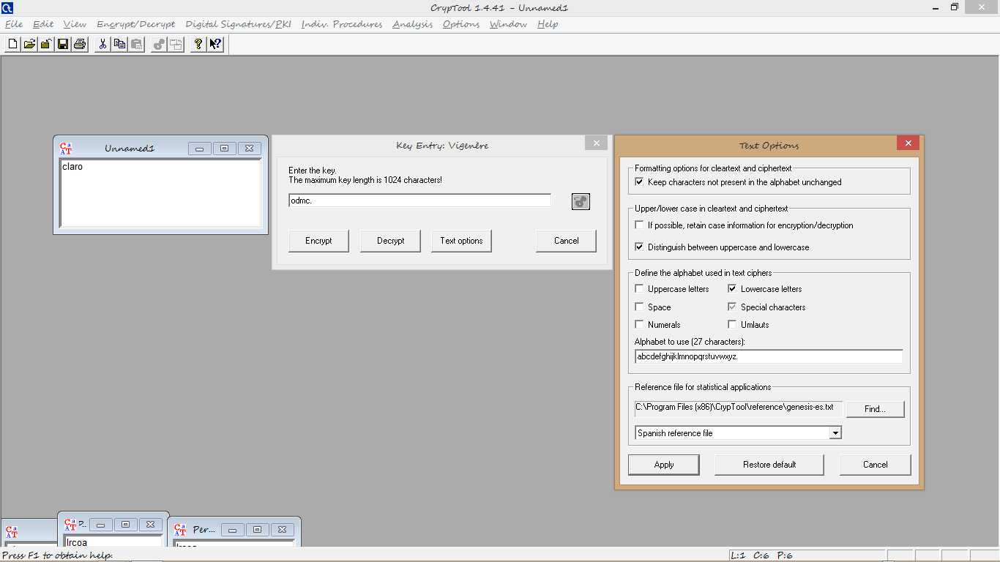 CrypTool 1.4.41 - Unnamed1
File Edit View Encrypt/Decrypt Digital Signatures/PKI Indiv. Procedures Analysis Options Window Help
Unnamed1
claro
Key Entry: Vigenère
Enter the key.
The maximum key length is 1024 characters!
odmc.
Encrypt Decrypt Text options Cancel
Text Options
Formatting options for cleartext and ciphertext
Keep characters not present in the alphabet unchanged
Upper/lower case in cleartext and ciphertext
If possible, retain case information for encryption/decryption
Distinguish between uppercase and lowercase
Define the alphabet used in text ciphers
Uppercase letters Lowercase letters
Space Special characters
Numerals Umlauts
Alphabet to use (27 characters):
abcdefghijklmnopqrstuvwxyz.
Reference file for statistical applications
C:\Program Files (x86)\CrypTool\reference\genesis-es.txt Find...
Spanish reference file
Apply Restore default Cancel
P... Per...
lrcoa
Press F1 to obtain help. L:1 C:6 P:6